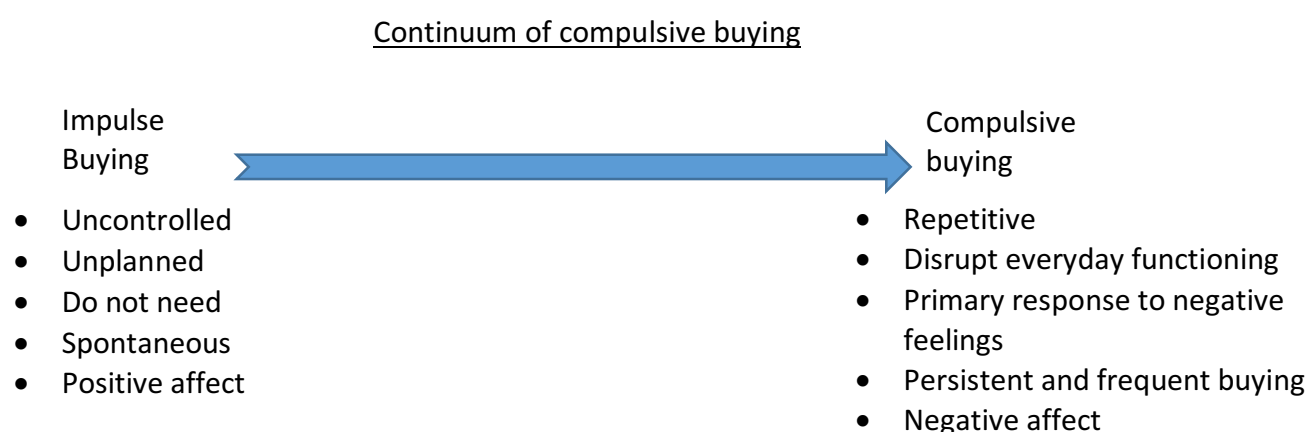 Continuum of compulsive buying
Impulse
Buying
• Uncontrolled
• Unplanned
• Do not need
• Spontaneous
• Positive affect
Compulsive
buying
• Repetitive
• Disrupt everyday functioning
• Primary response to negative
feelings
• Persistent and frequent buying
• Negative affect